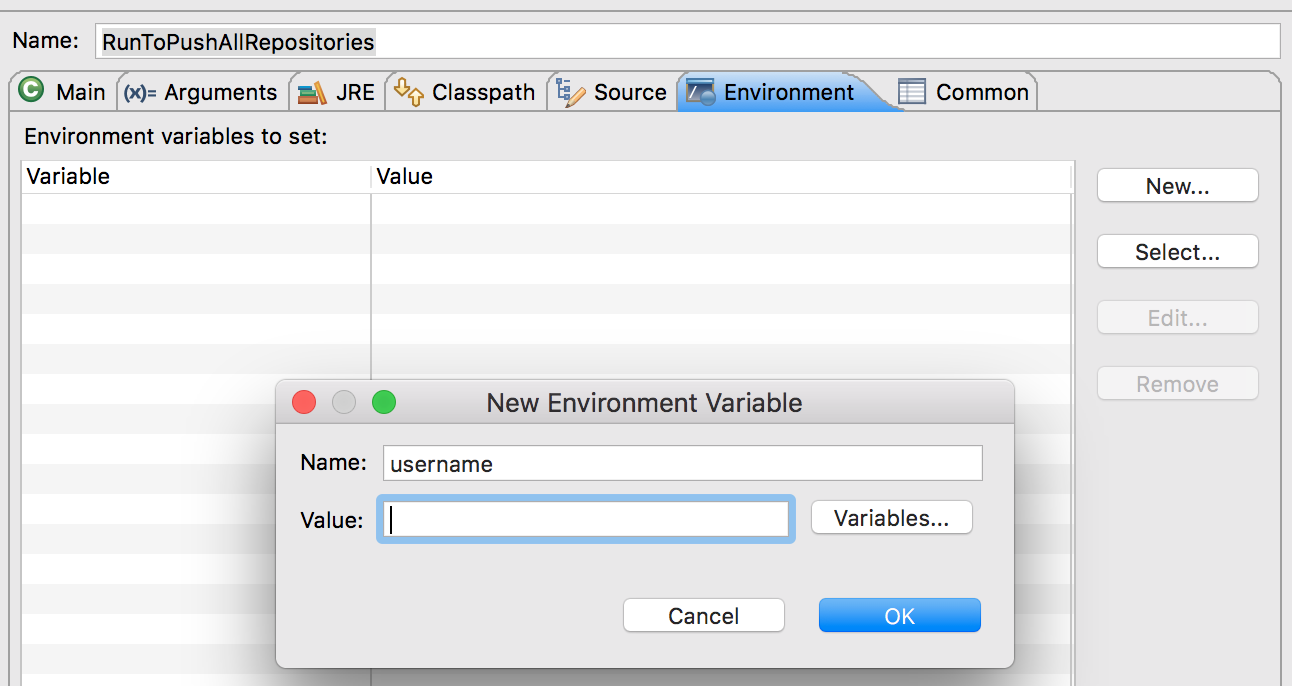 Name: RunToPushAllRepositories
C Main (x)= Arguments JRE Classpath Source Environment Common
Environment variables to set:
Variable Value
New...
Select...
Edit...
Remove
New Environment Variable
Name: username
Value: Variables...
Cancel OK